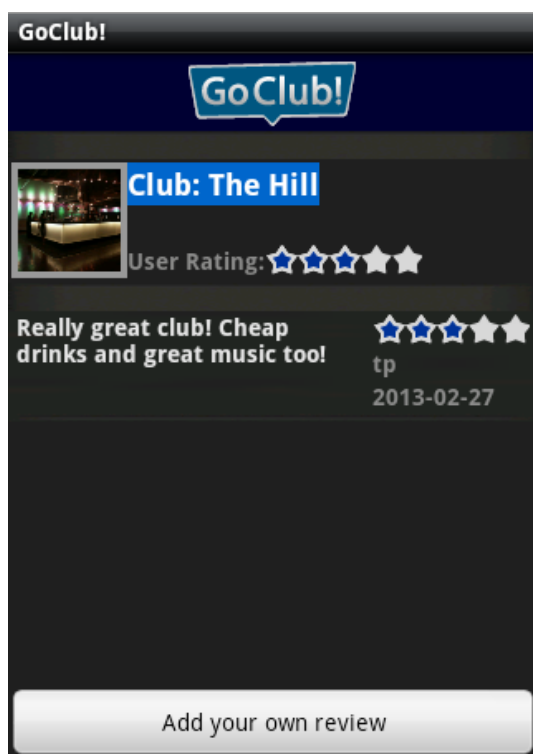 GoClub!
GoClub!
Club: The Hill
User Rating:
Really great club! Cheap
drinks and great music too!
tp
2013-02-27
Add your own review